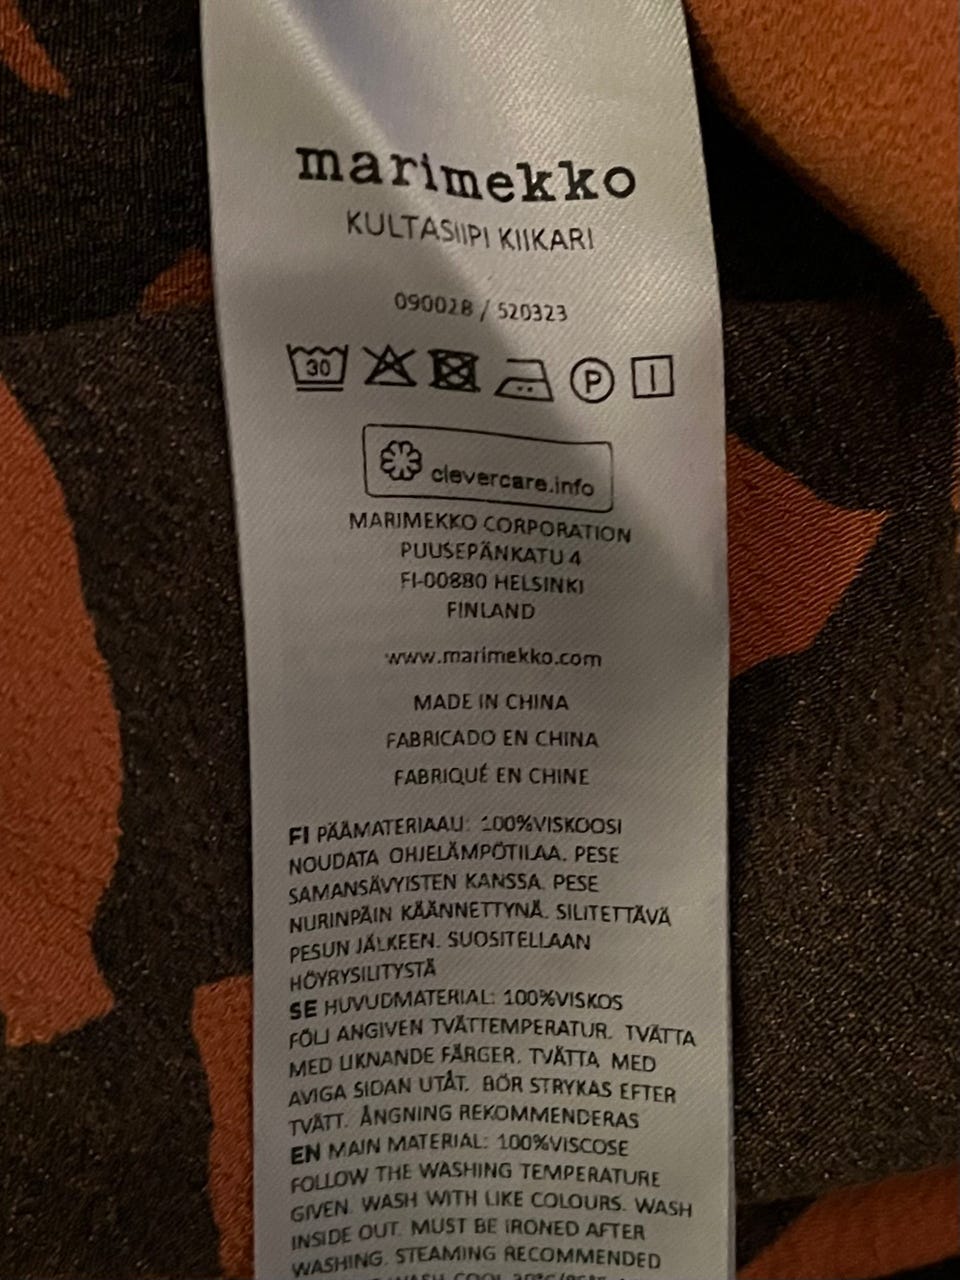 marimekko
KULTASIIPI KIIKARI
090028 / 520323
30
P
clevercare.info
MARIMEKKO CORPORATION
PUUSEPÄNKATU 4
FI-00880 HELSINKI
FINLAND
www.marimekko.com
MADE IN CHINA
FABRICADO EN CHINA
FABRIQUÉ EN CHINE
FI PÄÄMATERIAALI: 100%VISKOOSI
NOUDATA OHJELÄMPÖTILAA. PESE
SAMANSÄVYISTEN KANSSA. PESE
NURINPÄIN KÄÄNNETTYNÄ. SILITETTÄVÄ
PESUN JÄLKEEN. SUOSITELLAAN
HÖYRYSILITYSTÄ
SE HUVUDMATERIAL: 100%VISKOS
FÖLJ ANGIVEN TVÄTTEMPERATUR. TVÄTTA
MED LIKNANDE FÄRGER. TVÄTTA MED
AVIGA SIDAN UTÅT. BÖR STRYKAS EFTER
TVÄTT. ÅNGNING REKOMMENDERAS
EN MAIN MATERIAL: 100%VISCOSE
FOLLOW THE WASHING TEMPERATURE
GIVEN. WASH WITH LIKE COLOURS. WASH
INSIDE OUT. MUST BE IRONED AFTER
WASHING. STEAMING RECOMMENDED